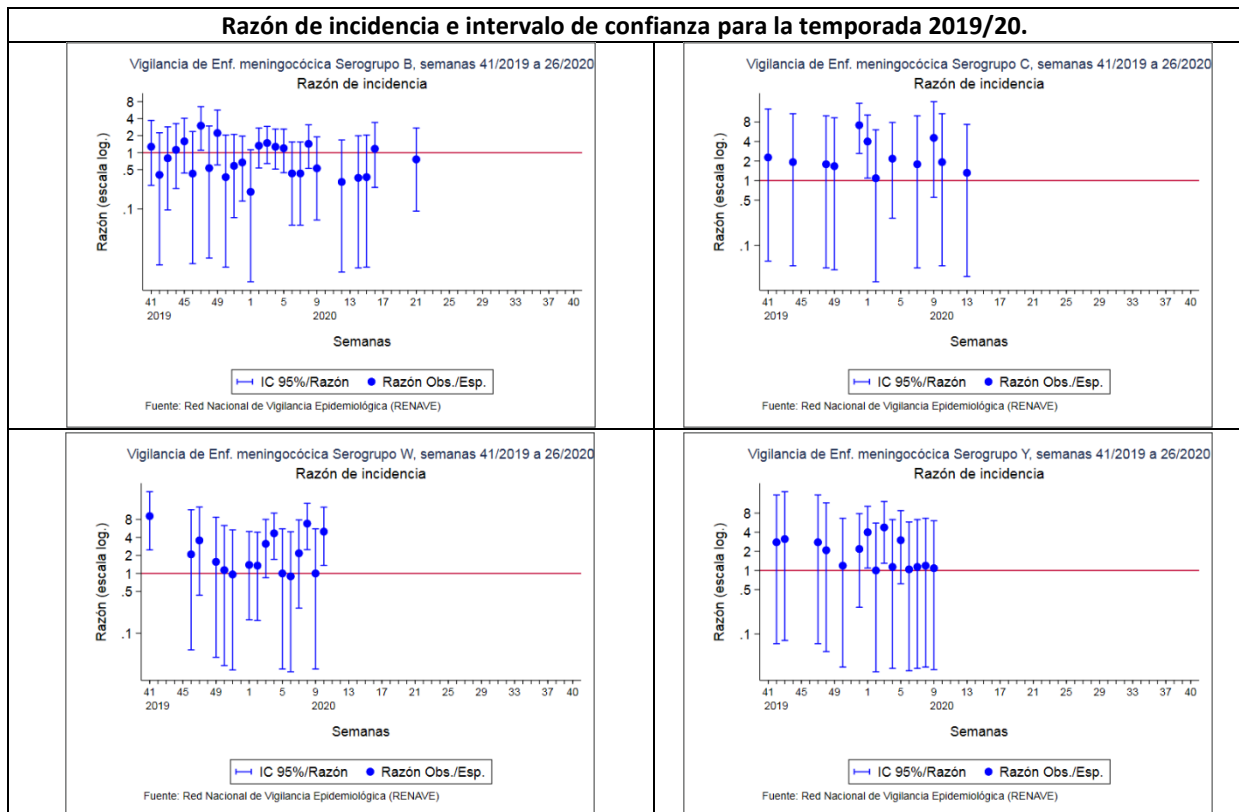 Razón de incidencia e intervalo de confianza para la temporada 2019/20.
Vigilancia de Enf. meningocócica Serogrupo B, semanas 41/2019 a 26/2020
Razón de incidencia
Razón (escala log.)
8
4
2
1
.5
.1
41 45 49 1 5 9 13 17 21 25 29 33 37 40
2019 2020
Semanas
IC 95%/Razón Razón Obs./Esp.
Fuente: Red Nacional de Vigilancia Epidemiológica (RENAVE)
Vigilancia de Enf. meningocócica Serogrupo C, semanas 41/2019 a 26/2020
Razón de incidencia
Razón (escala log.)
8
4
2
1
.5
.1
41 45 49 1 5 9 13 17 21 25 29 33 37 40
2019 2020
Semanas
IC 95%/Razón Razón Obs./Esp.
Fuente: Red Nacional de Vigilancia Epidemiológica (RENAVE)
Vigilancia de Enf. meningocócica Serogrupo W, semanas 41/2019 a 26/2020
Razón de incidencia
Razón (escala log.)
8
4
2
1
.5
.1
41 45 49 1 5 9 13 17 21 25 29 33 37 40
2019 2020
Semanas
IC 95%/Razón Razón Obs./Esp.
Fuente: Red Nacional de Vigilancia Epidemiológica (RENAVE)
Vigilancia de Enf. meningocócica Serogrupo Y, semanas 41/2019 a 26/2020
Razón de incidencia
Razón (escala log.)
8
4
2
1
.5
.1
41 45 49 1 5 9 13 17 21 25 29 33 37 40
2019 2020
Semanas
IC 95%/Razón Razón Obs./Esp.
Fuente: Red Nacional de Vigilancia Epidemiológica (RENAVE)